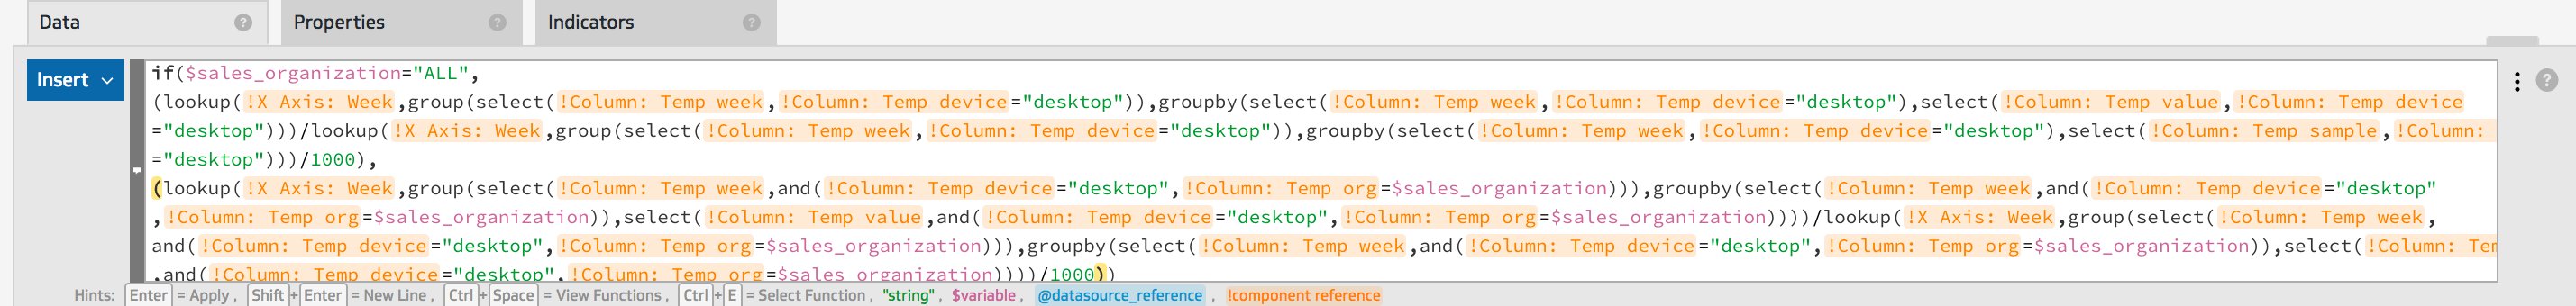 Data ? Properties ? Indicators ?
Insert
if($sales_organization="ALL",
(lookup(!X Axis: Week,group(select(!Column: Temp week,!Column: Temp device="desktop")),groupby(select(!Column: Temp week,!Column: Temp device="desktop"),select(!Column: Temp value,!Column: Temp device
="desktop")))/lookup(!X Axis: Week,group(select(!Column: Temp week,!Column: Temp device="desktop")),groupby(select(!Column: Temp week,!Column: Temp device="desktop"),select(!Column: Temp sample,!Column:
="desktop")))/1000),
(lookup(!X Axis: Week,group(select(!Column: Temp week,and(!Column: Temp device="desktop",!Column: Temp org=$sales_organization))),groupby(select(!Column: Temp week,and(!Column: Temp device="desktop"
,!Column: Temp org=$sales_organization)),select(!Column: Temp value,and(!Column: Temp device="desktop",!Column: Temp org=$sales_organization))))/lookup(!X Axis: Week,group(select(!Column: Temp week,
and(!Column: Temp device="desktop",!Column: Temp org=$sales_organization))),groupby(select(!Column: Temp week,and(!Column: Temp device="desktop",!Column: Temp org=$sales_organization)),select(!Column:
,and(!Column: Temp device="desktop",!Column: Temp org=$sales_organization))))/1000))
Hints: Enter = Apply , Shift + Enter = New Line , Ctrl + Space = View Functions , Ctrl + E = Select Function , "string" , $variable , @datasource_reference , !component reference
?